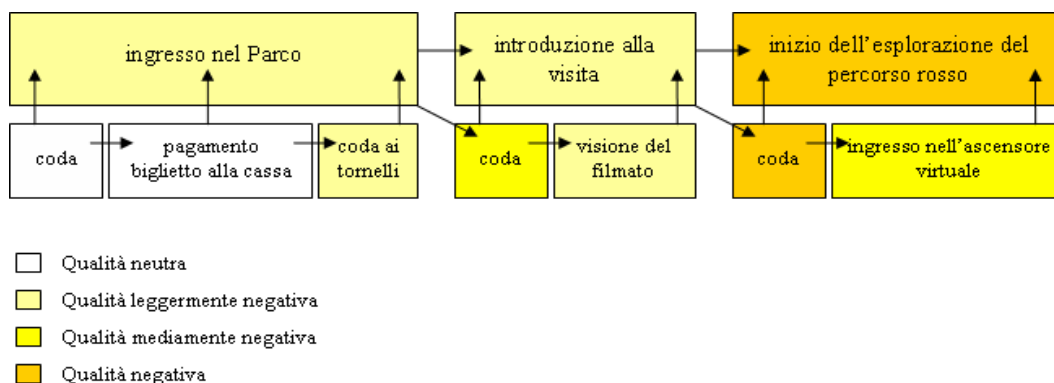 ingresso nel Parco
introduzione alla
visita
inizio dell'esplorazione del
percorso rosso
coda
pagamento
biglietto alla cassa
coda ai
tornelli
coda
visione del
filmato
coda
ingresso nell'ascensore
virtuale
Qualità neutra
Qualità leggermente negativa
Qualità mediamente negativa
Qualità negativa